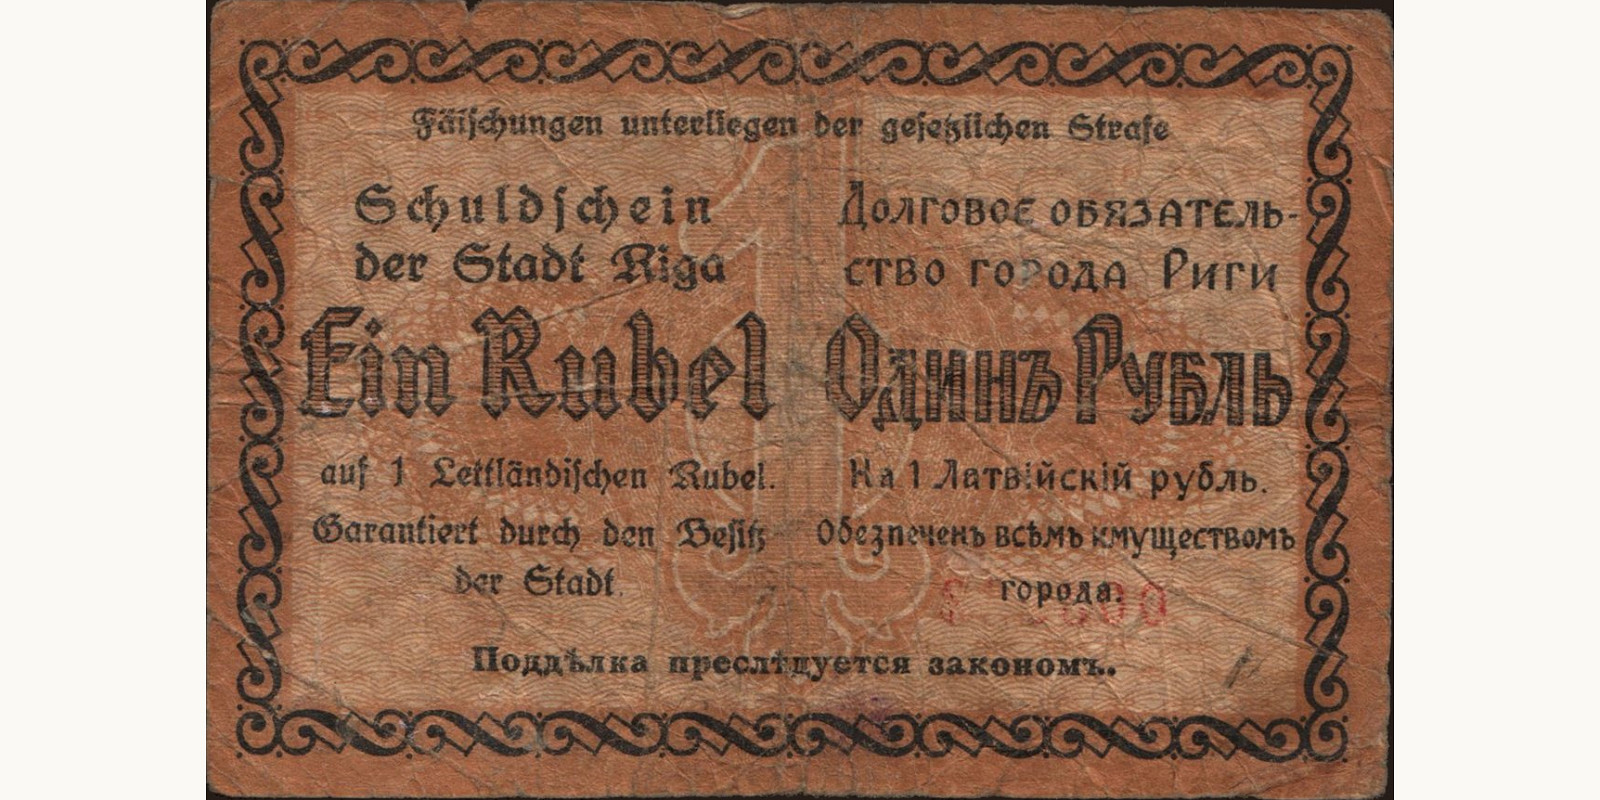 Fälschungen unterliegen der gesetzlichen Strafe
Schuldschein
der Stadt Riga
Ein Rubel
auf 1 Lettländischen Rubel.
Garantiert durch den Besitz
der Stadt.
Долговое обязатель-
ство города Риги
Одинъ Рубль
На 1 Латвійскій рубль.
Обезпеченъ всѣмъ имуществомъ
города.
Поддѣлка преслѣдуется закономъ..